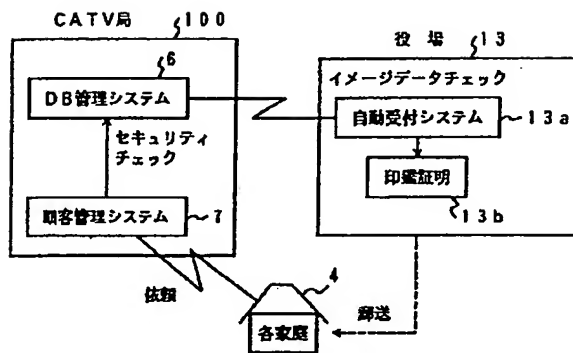 CATV局
100
6
DB管理システム
セキュリティ
チェック
顧客管理システム
7
依頼
4
各家庭
役場
13
イメージデータチェック
自動受付システム
13a
印鑑証明
13b
郵送